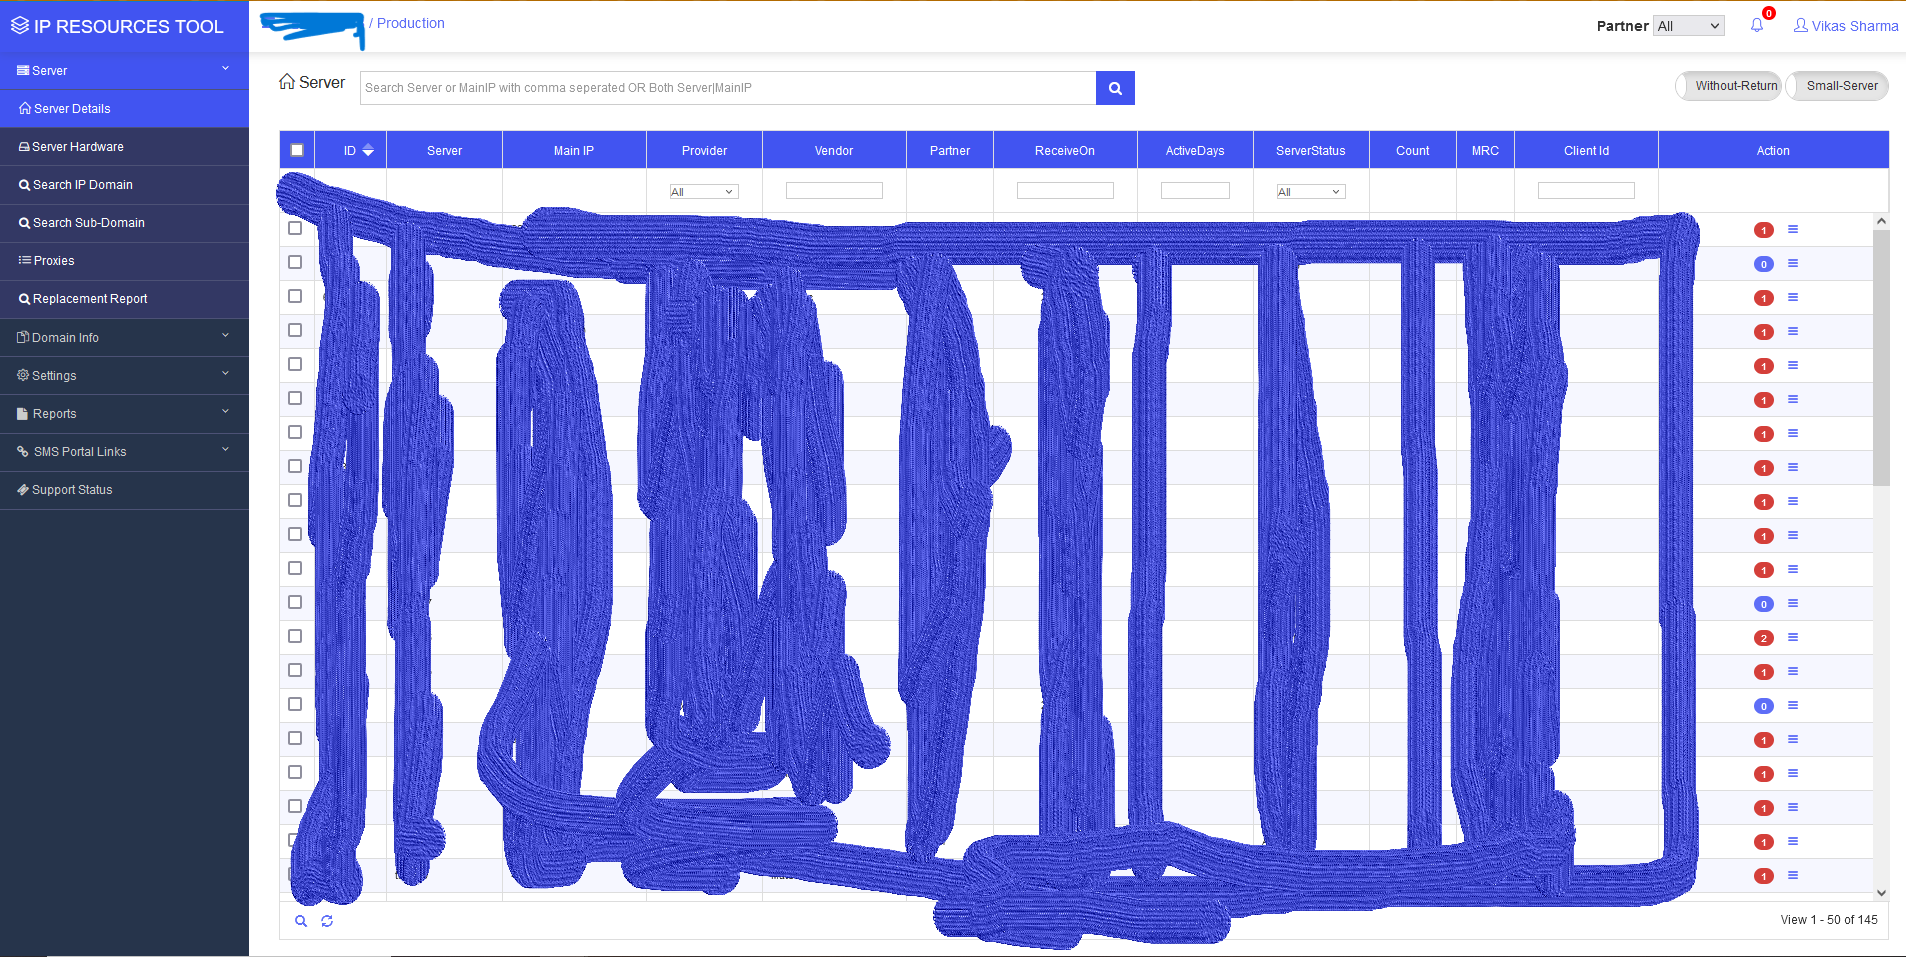 IP RESOURCES TOOL
/ Production
Partner All
0
Vikas Sharma
Server
Server Details
Server Hardware
Search IP Domain
Search Sub-Domain
Proxies
Replacement Report
Domain Info
Settings
Reports
SMS Portal Links
Support Status
Server
Search Server or MainIP with comma seperated OR Both Server|MainIP
Without-Return
Small-Server
ID Server Main IP Provider Vendor Partner ReceiveOn ActiveDays ServerStatus Count MRC Client Id Action
All All
1
0
1
1
1
1
1
1
1
1
1
0
2
1
0
1
1
1
1
1
View 1 - 50 of 145